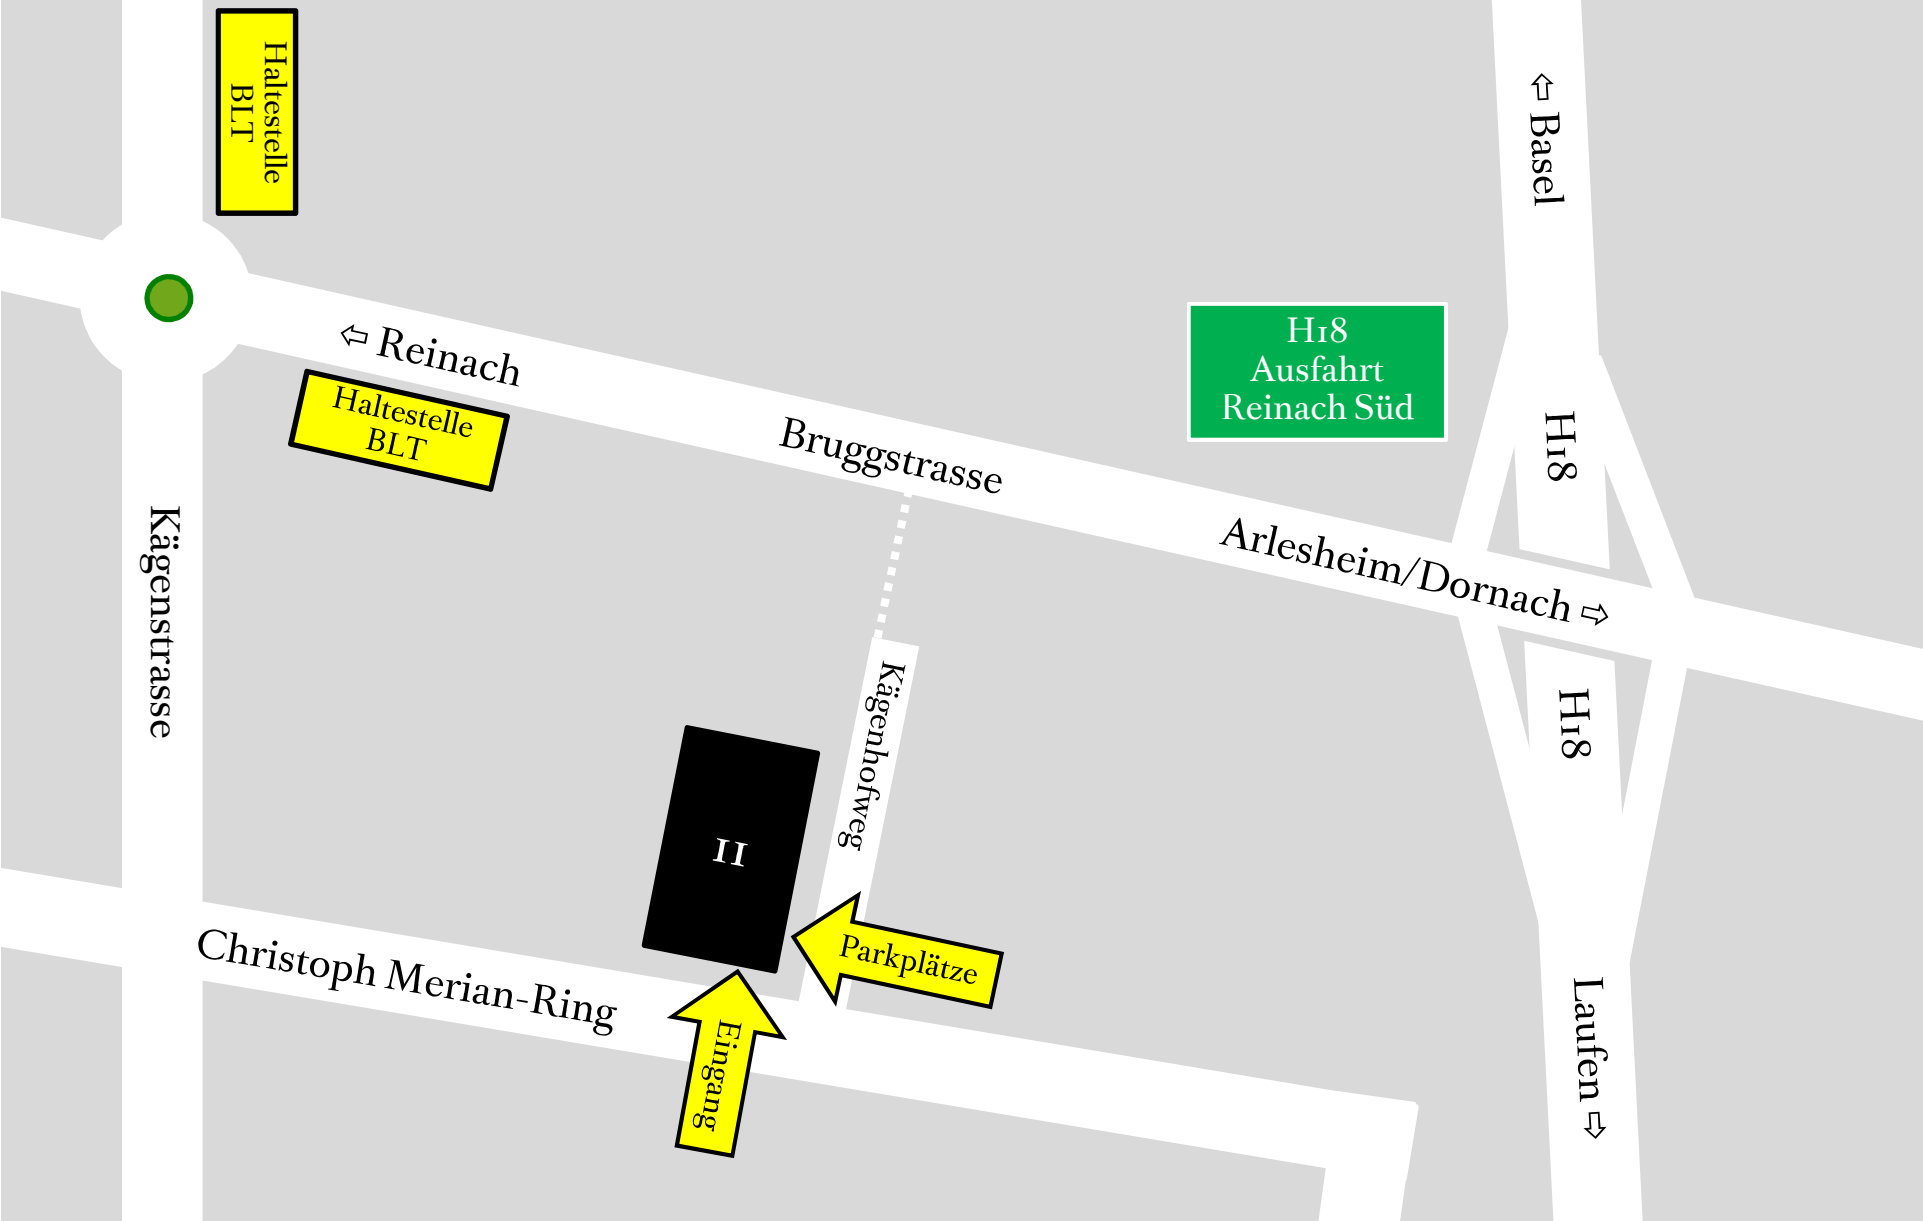 Haltestelle
BLT
⇦ Basel
⇦ Reinach
Haltestelle
BLT
H18
Ausfahrt
Reinach Süd
Bruggstrasse
H18
Arlesheim/Dornach ⇨
Kägenstrasse
Kägenhofweg
H18
11
Christoph Merian-Ring
Parkplätze
Eingang
Laufen ⇨